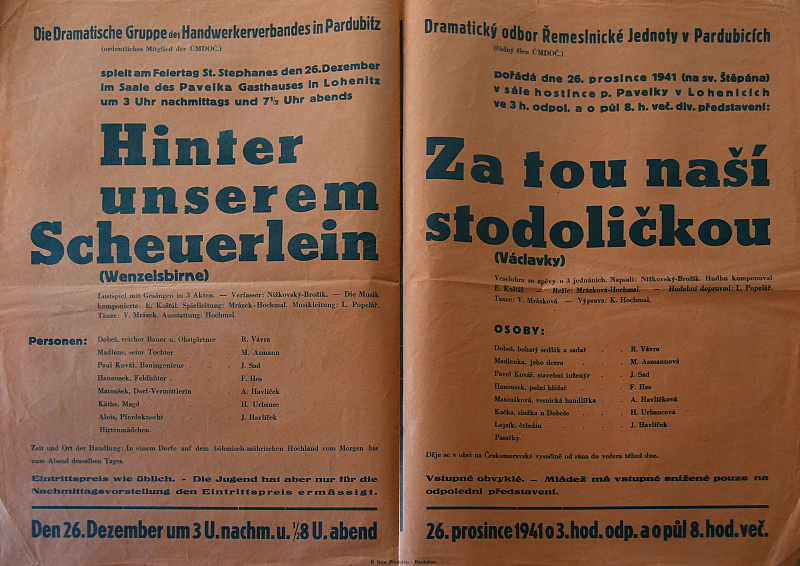 Die Dramatische Gruppe des Handwerkerverbandes in Pardubitz
(ordentliches Mitglied der ÚMDOČ.)
spielt am Feiertag St. Stephanes den 26. Dezember
im Saale des Pavelka Gasthauses in Lohenitz
um 3 Uhr nachmittags und 7½ Uhr abends
Hinter
unserem
Scheuerlein
(Wenzelsbirne)
Lustspiel mit Gesängen in 3 Akten. — Verfasser: Nížkovský-Brožík. — Die Musik
komponierte: E. Košťál. Spielleitung: Mrázek-Hochmal. Musikleitung: L. Popelář.
Tänze: V. Mrázek. Ausstattung: Hochmal.
Personen: Dobeš, reicher Bauer u. Obstgärtner R. Vávra
Madlene, seine Tochter M. Asmann
Paul Kovář, Bauingenieur . . . J. Sad
Hanousek, Feldhüter . . . F. Hes
Matoušek, Dorf-Vermittlerin A. Havlíček
Käthe, Magd . . . H. Urbanec
Alois, Pferdeknecht . . . J. Havlíček
Hirtenmädchen.
Zeit und Ort der Handlung: In einem Dorfe auf dem böhmisch-mährischen Hochland vom Morgen bis
zum Abend desselben Tages.
Eintrittspreis wie üblich. - Die Jugend hat aber nur für die
Nachmittagsvorstellung den Eintrittspreis ermässigt.
Den 26. Dezember um 3 U. nachm. u. ½8 U. abend
Dramatický odbor Řemeslnické Jednoty v Pardubicích
(řádný člen ÚMDOČ.)
pořádá dne 26. prosince 1941 (na sv. Štěpána)
v sále hostince p. Pavelky v Lohenicích
ve 3 h. odpol. a o půl 8. h. več. div. představení:
Za tou naší
stodoličkou
(Václavky)
Veselohra se zpěvy o 3 jednáních. Napsali: Nížkovský-Brožík. Hudbu komponoval
E. Košťál. — Režie: Mrázková-Hochmal. — Hudební doprovod: L. Popelář.
Tance: V. Mrázková. — Výprava: K. Hochmal.
OSOBY:
Dobeš, bohatý sedlák a sadař . . R. Vávra
Madlenka, jeho dcera . . . M. Asmannová
Pavel Kovář, stavební inženýr . . J. Sad
Hanousek, polní hlídač . . . F. Hes
Matoušková, vesnická handlířka . . A. Havlíčková
Kačka, služka u Dobeše . . H. Urbancová
Lojzík, čeledín . . . J. Havlíček
Pasačky.
Děje se v obci na Českomoravské vysočině od rána do večera téhož dne.
Vstupné obvyklé. — Mládež má vstupné snížené pouze na
odpolední představení.
26. prosince 1941 o 3. hod. odp. a o půl 8. hod. več.